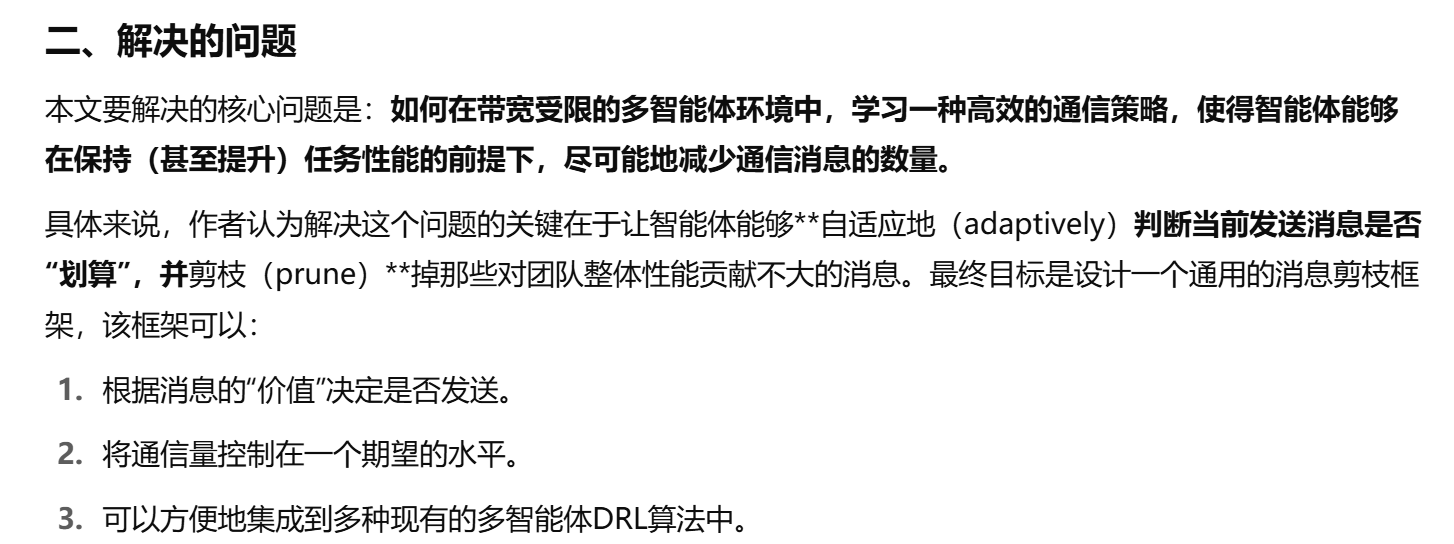 二、解决的问题
本文要解决的核心问题是：如何在带宽受限的多智能体环境中，学习一种高效的通信策略，使得智能体能够
在保持（甚至提升）任务性能的前提下，尽可能地减少通信消息的数量。
具体来说，作者认为解决这个问题的关键在于让智能体能够**自适应地（adaptively）判断当前发送消息是否
“划算”，并剪枝（prune）**掉那些对团队整体性能贡献不大的消息。最终目标是设计一个通用的消息剪枝框
架，该框架可以：
1. 根据消息的“价值”决定是否发送。
2. 将通信量控制在一个期望的水平。
3. 可以方便地集成到多种现有的多智能体DRL算法中。